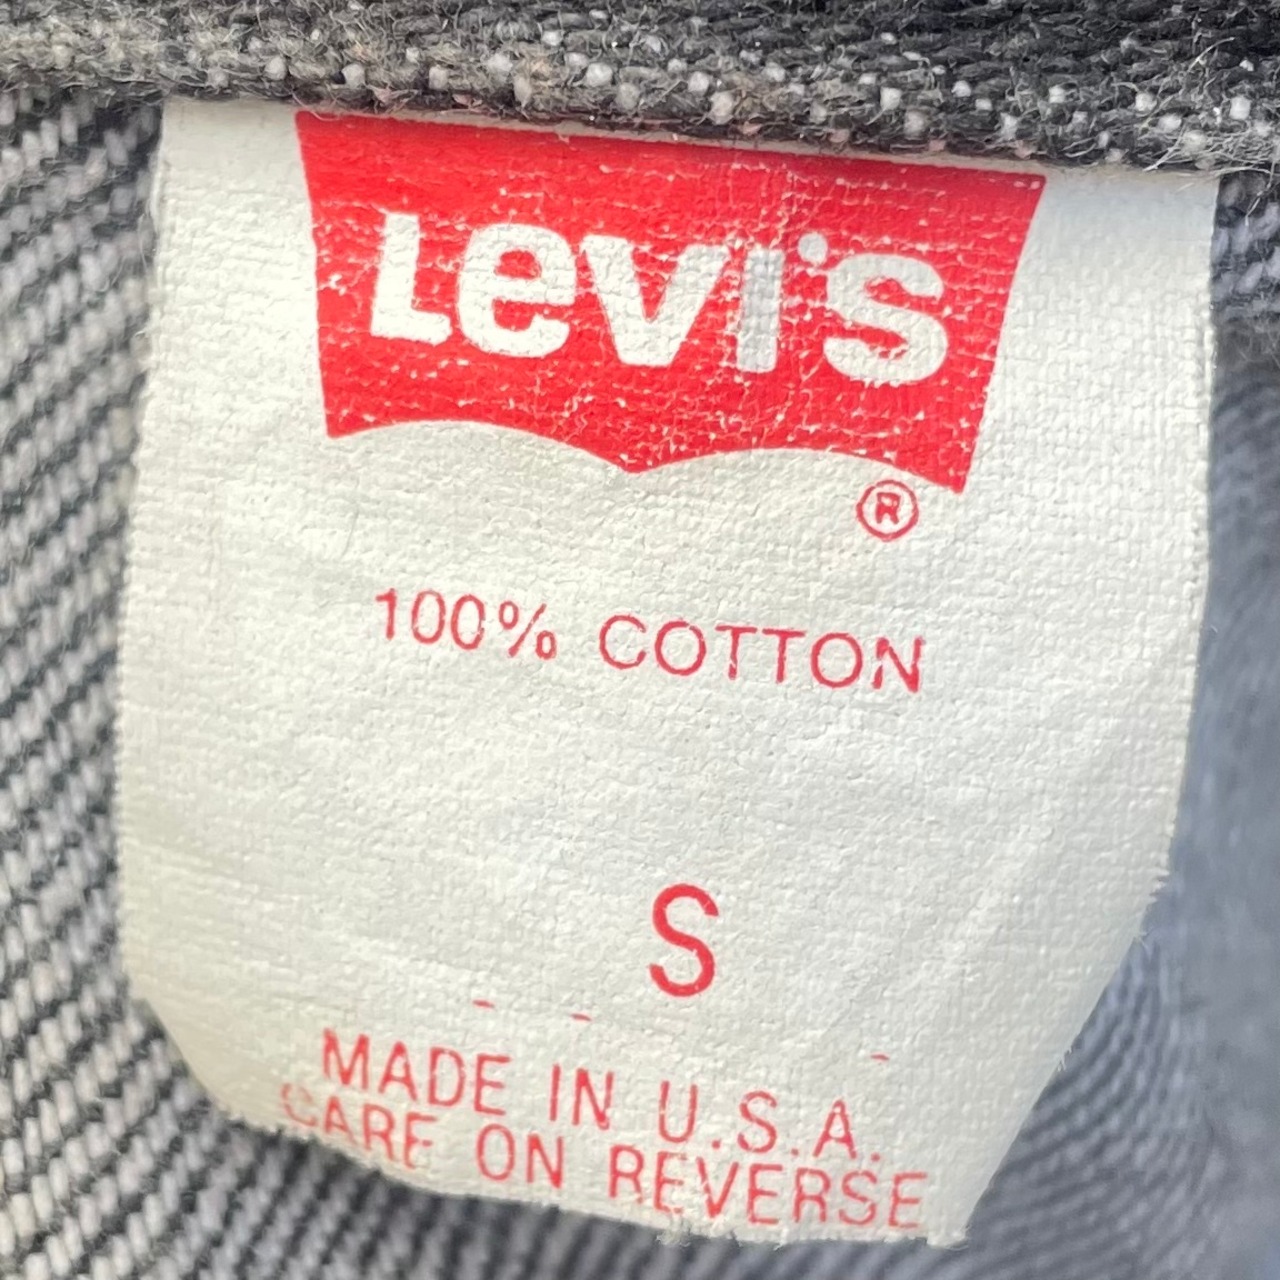 Levi's
®
100% COTTON
S
MADE IN U.S.A.
CARE ON REVERSE